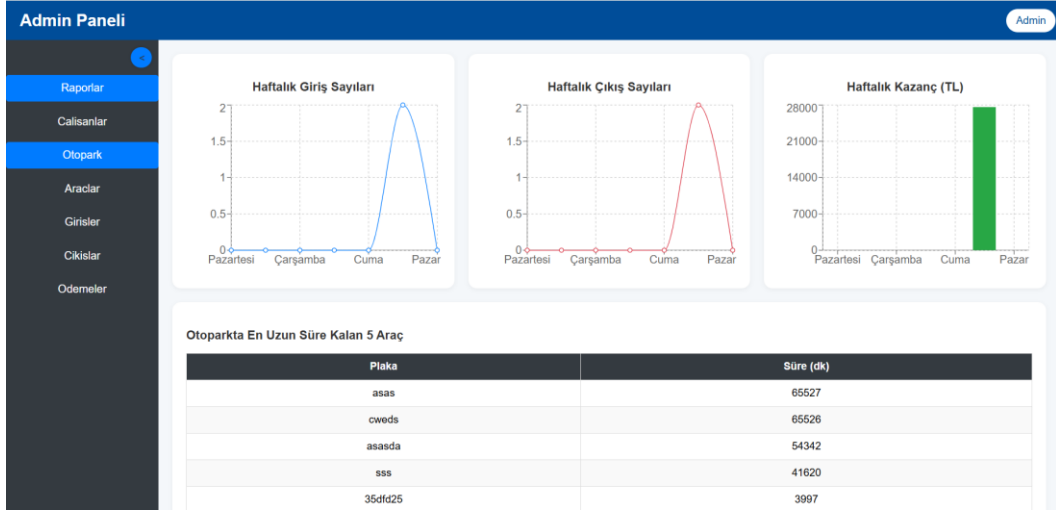 Admin Paneli
Admin
<
Raporlar
Calisanlar
Otopark
Araclar
Girisler
Cikislar
Odemeler
Haftalık Giriş Sayıları
2
1.5
1
0.5
0
Pazartesi Çarşamba Cuma Pazar
Haftalık Çıkış Sayıları
2
1.5
1
0.5
0
Pazartesi Çarşamba Cuma Pazar
Haftalık Kazanç (TL)
28000
21000
14000
7000
0
Pazartesi Çarşamba Cuma Pazar
Otoparkta En Uzun Süre Kalan 5 Araç
Plaka Süre (dk)
asas 65527
cweds 65526
asasda 54342
sss 41620
35dfd25 3997